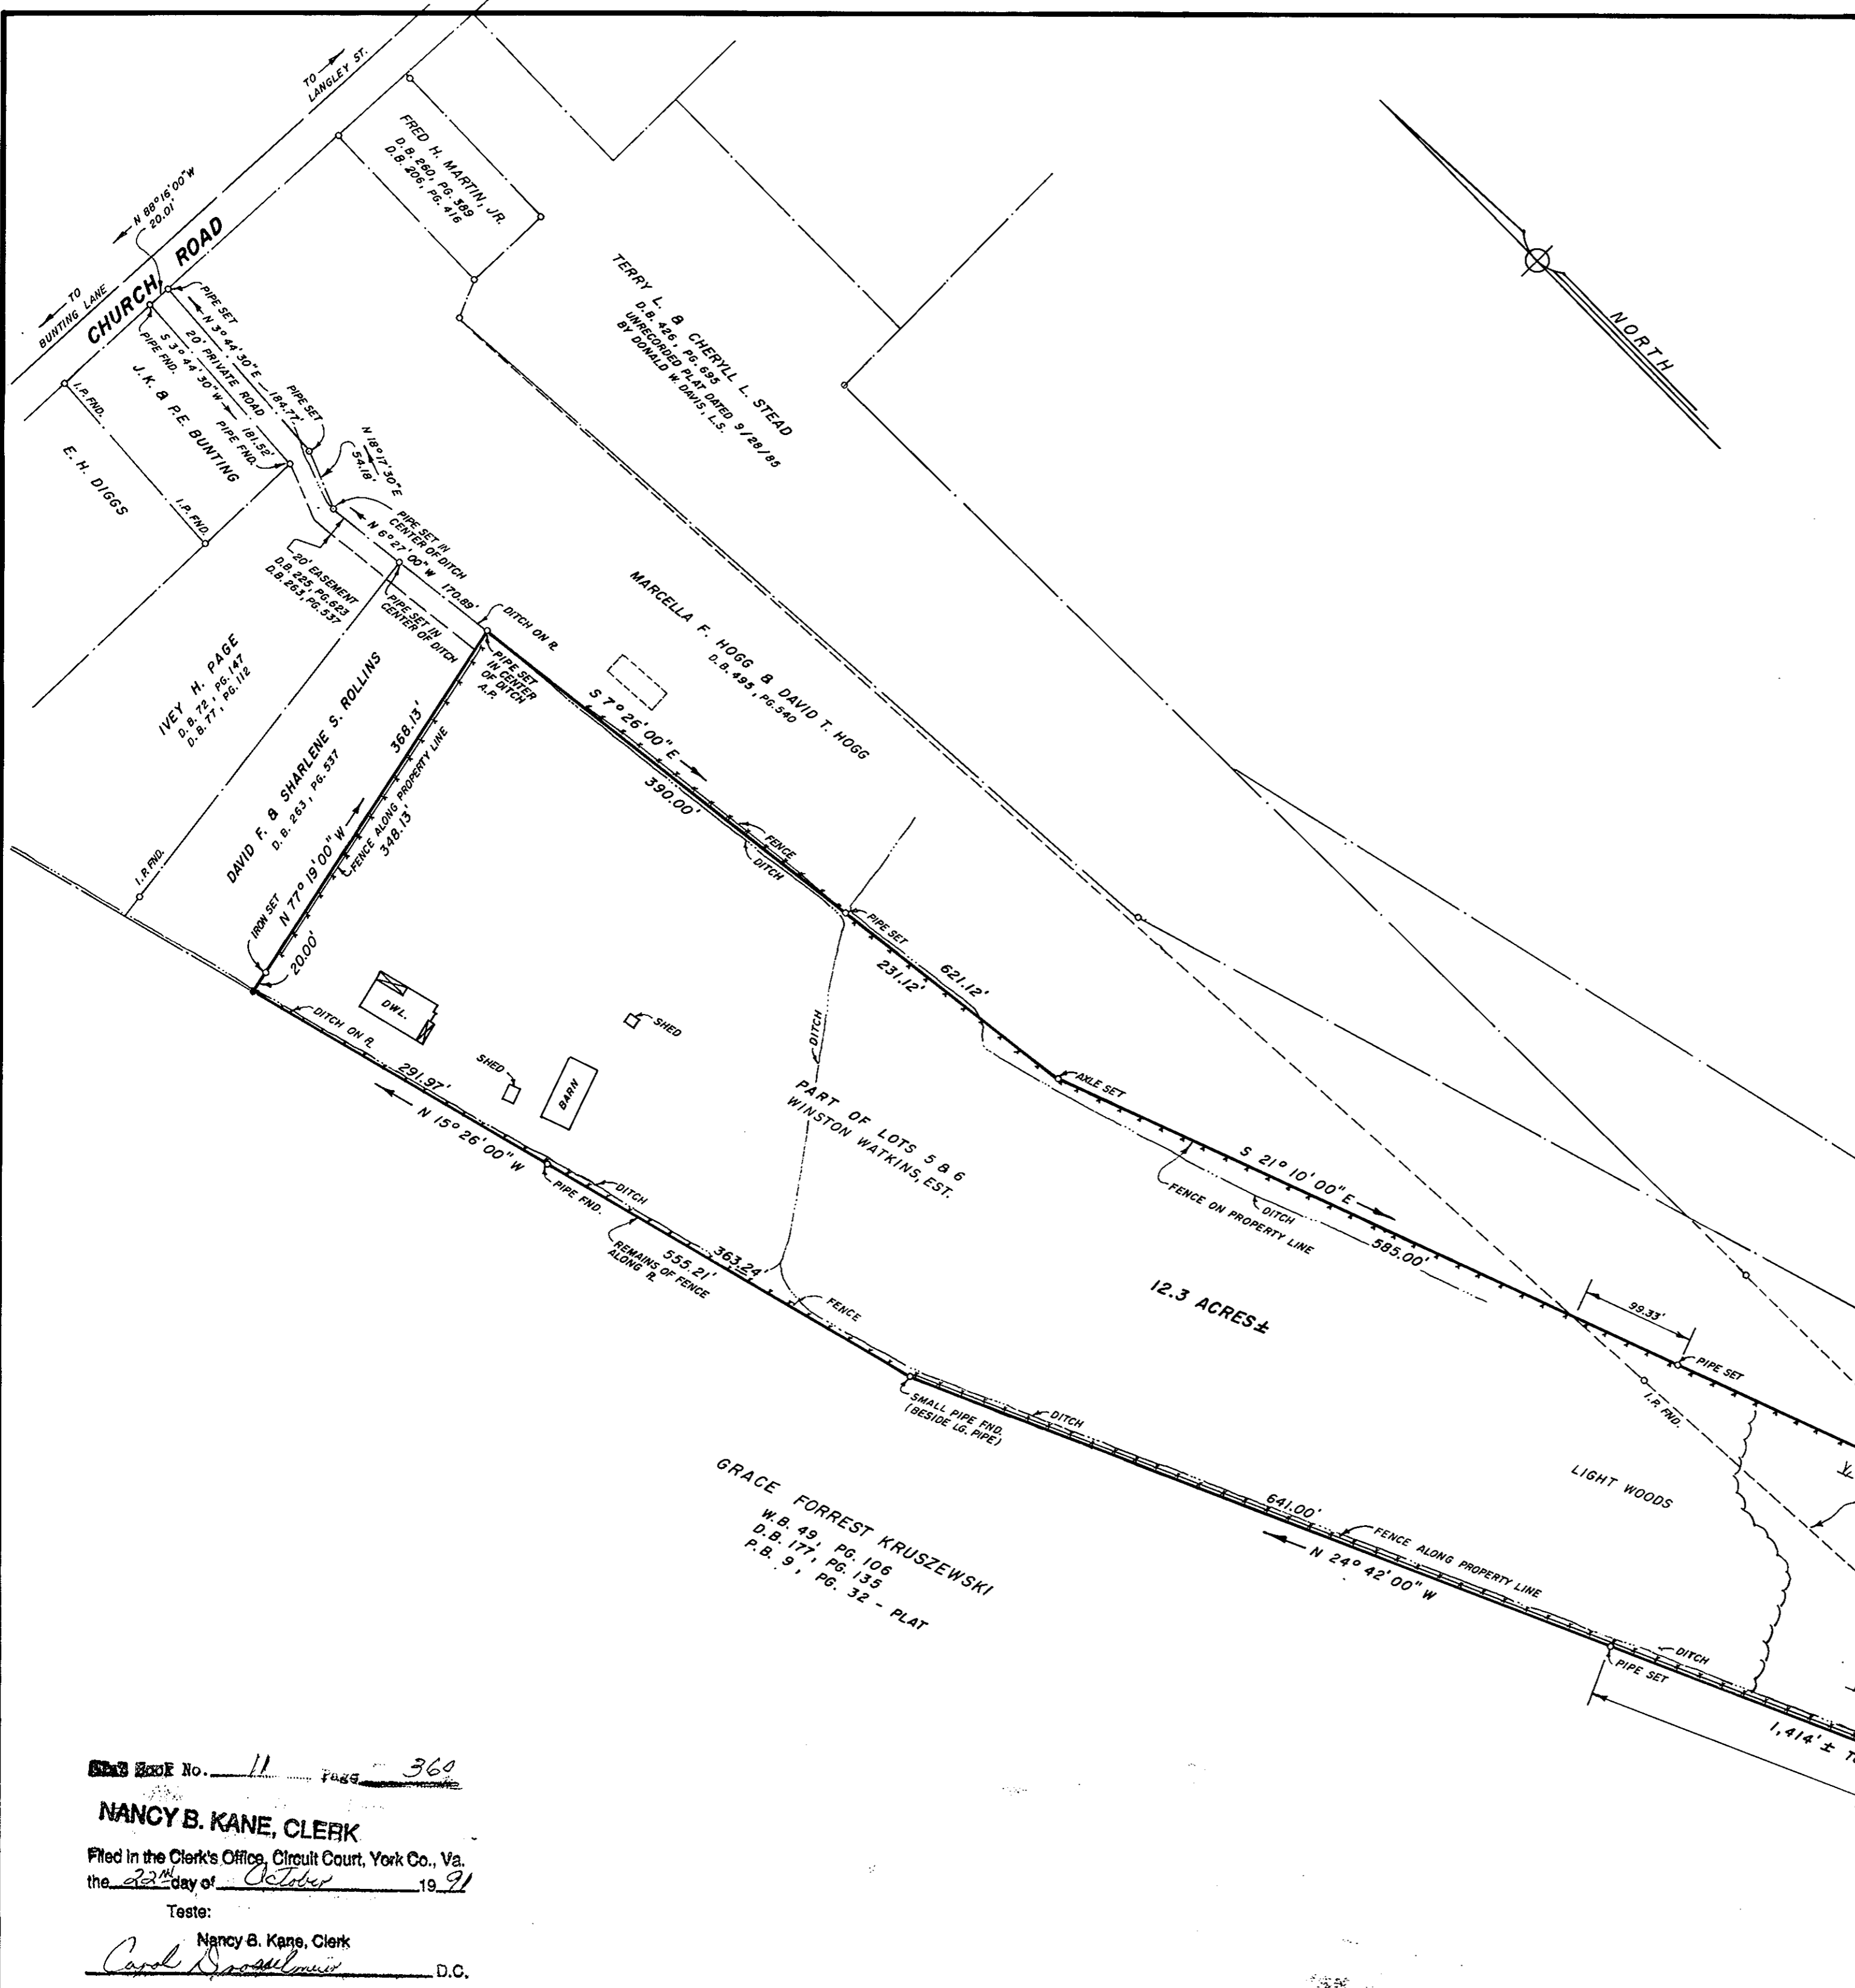 TO
LANGLEY ST.
FRED H. MARTIN, JR.
D.B. 260, PG. 389
D.B. 206, PG. 416
N 88° 16' 00" W
20.01'
CHURCH ROAD
TO
BUNTING LANE
PIPE SET
N 3° 44' 30" E 184.77'
20' PRIVATE ROAD
S 3° 44' 30" W 181.52'
PIPE FND.
PIPE FND.
PIPE SET
N 18° 17' 30" E
54.18'
J.K. & P.E. BUNTING
I.P. FND.
I.P. FND.
E. H. DIGGS
TERRY L. & CHERYLL L. STEAD
D.B. 426, PG. 695
UNRECORDED PLAT DATED 9/28/85
BY DONALD W. DAVIS, L.S.
NORTH
PIPE SET IN
CENTER OF DITCH
N 6° 27' 00" W 170.89'
20' EASEMENT
D.B. 225, PG. 623
D.B. 263, PG. 537
PIPE SET IN
CENTER OF DITCH
DITCH ON PL
PIPE SET
IN CENTER
OF DITCH
A.P.
MARCELLA F. HOGG & DAVID T. HOGG
D.B. 495, PG. 540
IVEY H. PAGE
D.B. 72, PG. 147
D.B. 77, PG. 112
DAVID F. & SHARLENE S. ROLLINS
D.B. 263, PG. 537
I.P. FND.
IRON SET
N 77° 19' 00" W
368.13'
FENCE ALONG PROPERTY LINE
348.13'
20.00'
S 7° 26' 00" E
390.00'
FENCE
DITCH
PIPE SET
231.12'
621.12'
DWL.
DITCH ON PL
SHED
SHED
BARN
DITCH
291.97'
N 15° 26' 00" W
PIPE FND.
DITCH
REMAINS OF FENCE
ALONG PL
555.21'
363.24'
FENCE
PART OF LOTS 5 & 6
WINSTON WATKINS, EST.
AXLE SET
S 21° 10' 00" E
FENCE ON PROPERTY LINE
DITCH
585.00'
12.3 ACRES±
99.33'
PIPE SET
I.P. FND.
SMALL PIPE FND.
(BESIDE LG. PIPE)
DITCH
LIGHT WOODS
GRACE FORREST KRUSZEWSKI
W.B. 49, PG. 106
D.B. 177, PG. 135
P.B. 9, PG. 32 - PLAT
641.00'
FENCE ALONG PROPERTY LINE
N 24° 42' 00" W
DITCH
PIPE SET
1,414' ±
Book No. 11 Page 360
NANCY B. KANE, CLERK
Filed in the Clerk's Office, Circuit Court, York Co., Va.
the 22nd day of October 19 91
Teste:
Nancy B. Kane, Clerk
Carol D.C.